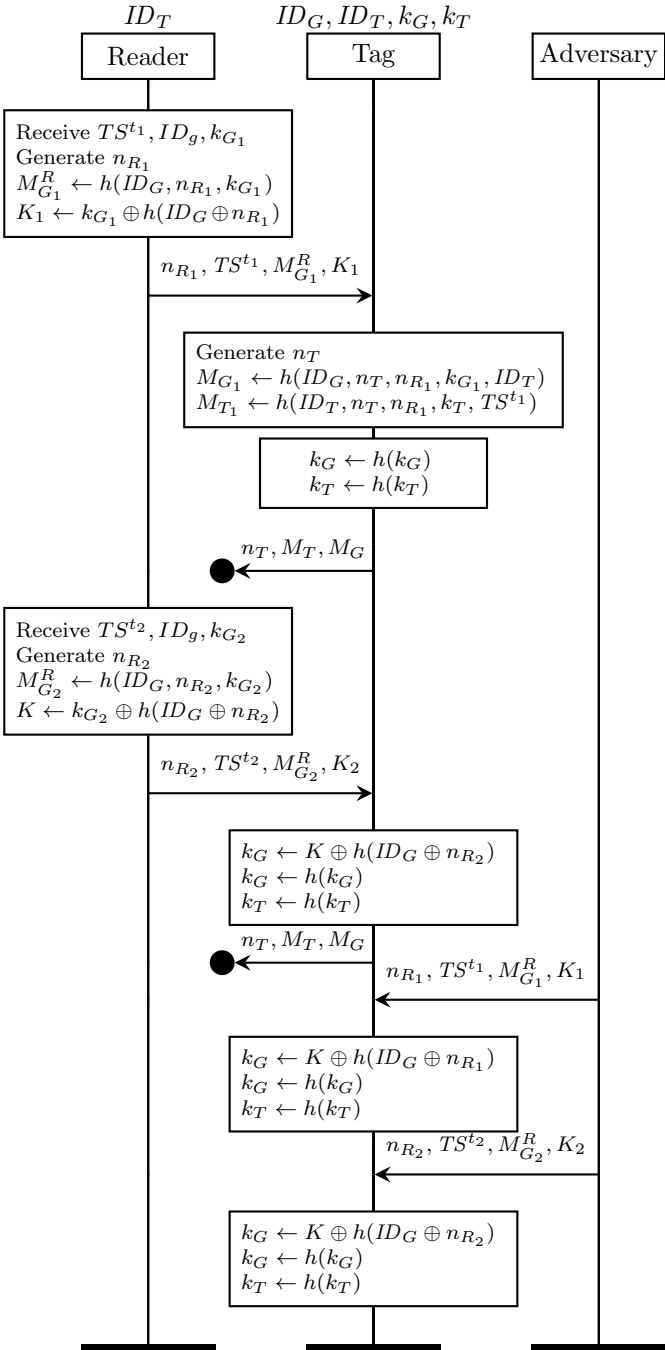 ID_T
ID_G, ID_T, k_G, k_T
Reader
Tag
Adversary
Receive TS^{t_1}, ID_g, k_{G_1}
Generate n_{R_1}
M^R_{G_1} ← h(ID_G, n_{R_1}, k_{G_1})
K_1 ← k_{G_1} ⊕ h(ID_G ⊕ n_{R_1})
n_{R_1}, TS^{t_1}, M^R_{G_1}, K_1
Generate n_T
M_{G_1} ← h(ID_G, n_T, n_{R_1}, k_{G_1}, ID_T)
M_{T_1} ← h(ID_T, n_T, n_{R_1}, k_T, TS^{t_1})
k_G ← h(k_G)
k_T ← h(k_T)
n_T, M_T, M_G
Receive TS^{t_2}, ID_g, k_{G_2}
Generate n_{R_2}
M^R_{G_2} ← h(ID_G, n_{R_2}, k_{G_2})
K ← k_{G_2} ⊕ h(ID_G ⊕ n_{R_2})
n_{R_2}, TS^{t_2}, M^R_{G_2}, K_2
k_G ← K ⊕ h(ID_G ⊕ n_{R_2})
k_G ← h(k_G)
k_T ← h(k_T)
n_T, M_T, M_G
n_{R_1}, TS^{t_1}, M^R_{G_1}, K_1
k_G ← K ⊕ h(ID_G ⊕ n_{R_1})
k_G ← h(k_G)
k_T ← h(k_T)
n_{R_2}, TS^{t_2}, M^R_{G_2}, K_2
k_G ← K ⊕ h(ID_G ⊕ n_{R_2})
k_G ← h(k_G)
k_T ← h(k_T)